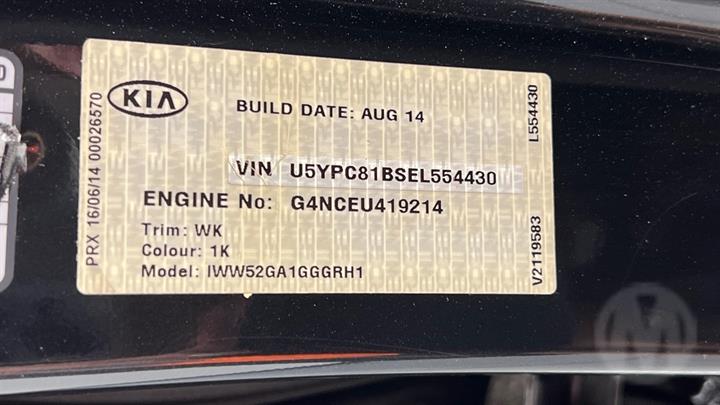 KIA
BUILD DATE: AUG 14
VIN U5YPC81BSEL554430
ENGINE No: G4NCEU419214
Trim: WK
Colour: 1K
Model: IWW52GA1GGGRH1
PRX 16/06/14 00026570
L554430
V2119583
M